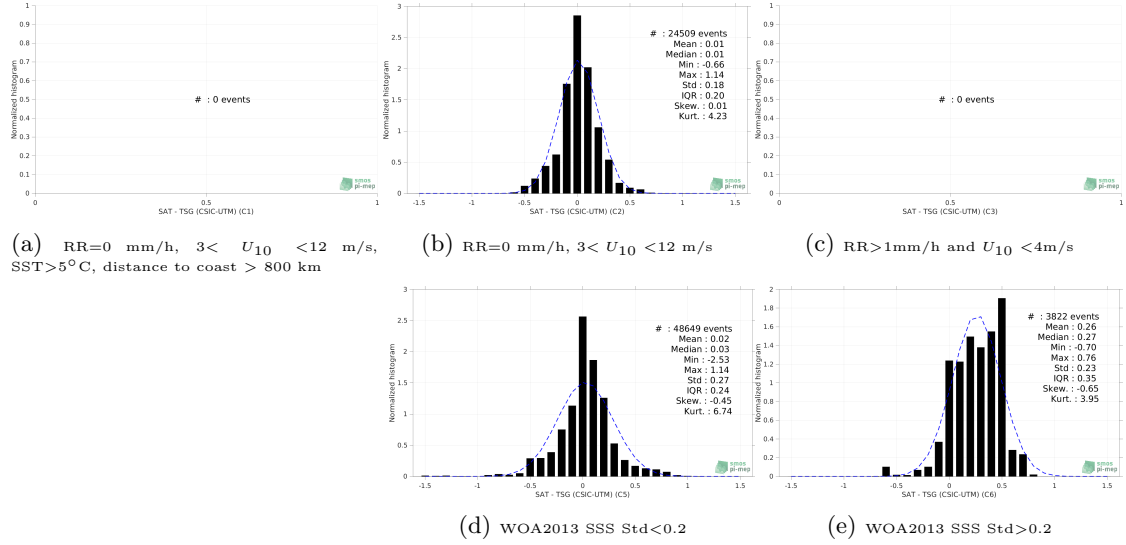 1
0.9
0.8
0.7
0.6
0.5
0.4
0.3
0.2
0.1
0
Normalized histogram
# : 0 events
0 0.5 1
SAT - TSG (CSIC-UTM) (C1)
smos
pi-mep
(a) RR=0 mm/h, 3< U10 <12 m/s,
SST>5°C, distance to coast > 800 km
3
2.5
2
1.5
1
0.5
0
Normalized histogram
# : 24509 events
Mean : 0.01
Median : 0.01
Min : -0.66
Max : 1.14
Std : 0.18
IQR : 0.20
Skew. : 0.01
Kurt. : 4.23
-1.5 -1 -0.5 0 0.5 1 1.5
SAT - TSG (CSIC-UTM) (C2)
smos
pi-mep
(b) RR=0 mm/h, 3< U10 <12 m/s
1
0.9
0.8
0.7
0.6
0.5
0.4
0.3
0.2
0.1
0
Normalized histogram
# : 0 events
0 0.5 1
SAT - TSG (CSIC-UTM) (C3)
smos
pi-mep
(c) RR>1mm/h and U10 <4m/s
3
2.5
2
1.5
1
0.5
0
Normalized histogram
# : 48649 events
Mean : 0.02
Median : 0.03
Min : -2.53
Max : 1.14
Std : 0.27
IQR : 0.24
Skew. : -0.45
Kurt. : 6.74
-1.5 -1 -0.5 0 0.5 1 1.5
SAT - TSG (CSIC-UTM) (C5)
smos
pi-mep
(d) WOA2013 SSS Std<0.2
2
1.8
1.6
1.4
1.2
1
0.8
0.6
0.4
0.2
0
Normalized histogram
# : 3822 events
Mean : 0.26
Median : 0.27
Min : -0.70
Max : 0.76
Std : 0.23
IQR : 0.35
Skew. : -0.65
Kurt. : 3.95
-1.5 -1 -0.5 0 0.5 1 1.5
SAT - TSG (CSIC-UTM) (C6)
smos
pi-mep
(e) WOA2013 SSS Std>0.2